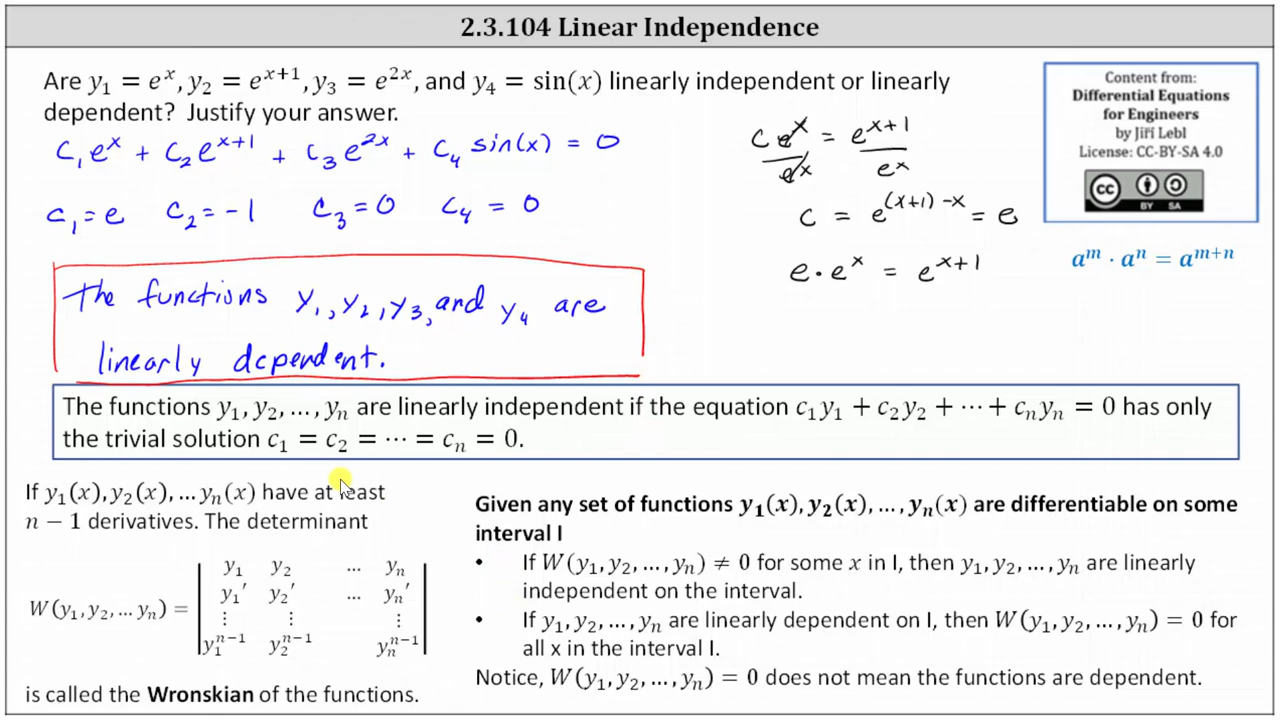 2.3.104 Linear Independence
Are y₁ = eˣ, y₂ = eˣ⁺¹, y₃ = e²ˣ, and y₄ = sin(x) linearly independent or linearly
dependent? Justify your answer.
c₁eˣ + c₂eˣ⁺¹ + c₃e²ˣ + c₄ sin(x) = 0
c₁ = e c₂ = -1 c₃ = 0 c₄ = 0
The functions y₁, y₂, y₃, and y₄ are
linearly dependent.
c eˣ / eˣ = eˣ⁺¹ / eˣ
c = e⁽ˣ⁺¹⁾⁻ˣ = e
e · eˣ = eˣ⁺¹
Content from:
Differential Equations
for Engineers
by Jiří Lebl
License: CC-BY-SA 4.0
cc
BY SA
aᵐ · aⁿ = aᵐ⁺ⁿ
The functions y₁, y₂, …, yₙ are linearly independent if the equation c₁y₁ + c₂y₂ + ⋯ + cₙyₙ = 0 has only
the trivial solution c₁ = c₂ = ⋯ = cₙ = 0.
If y₁(x), y₂(x), … yₙ(x) have at least
n − 1 derivatives. The determinant
W(y₁, y₂, … yₙ) =
y₁ y₂ … yₙ
y₁′ y₂′ … yₙ′
⋮ ⋮ ⋮
y₁ⁿ⁻¹ y₂ⁿ⁻¹ yₙⁿ⁻¹
is called the Wronskian of the functions.
Given any set of functions y₁(x), y₂(x), …, yₙ(x) are differentiable on some
interval I
• If W(y₁, y₂, …, yₙ) ≠ 0 for some x in I, then y₁, y₂, …, yₙ are linearly
independent on the interval.
• If y₁, y₂, …, yₙ are linearly dependent on I, then W(y₁, y₂, …, yₙ) = 0 for
all x in the interval I.
Notice, W(y₁, y₂, …, yₙ) = 0 does not mean the functions are dependent.